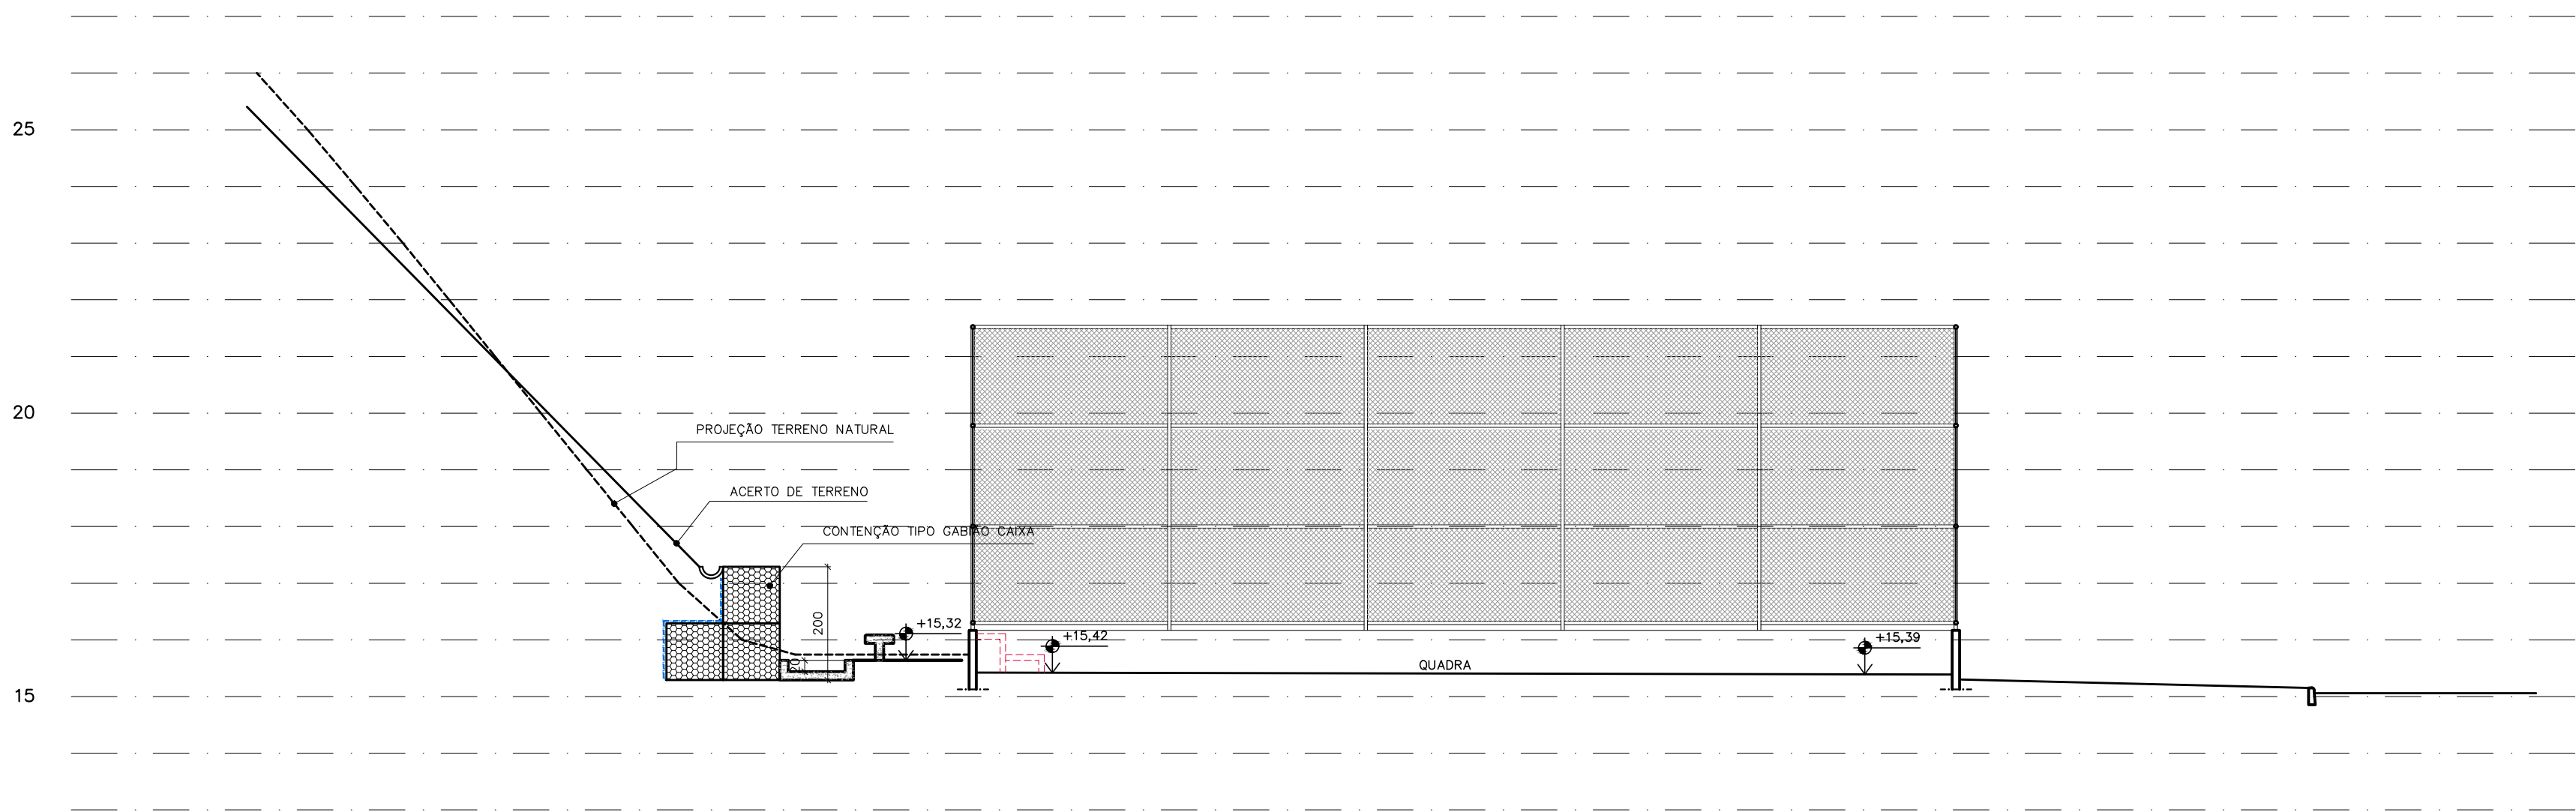 25
20
PROJEÇÃO TERRENO NATURAL
ACERTO DE TERRENO
CONTENÇÃO TIPO GABIÃO CAIXA
200
+15,32
+15,42
+15,39
20
QUADRA
15